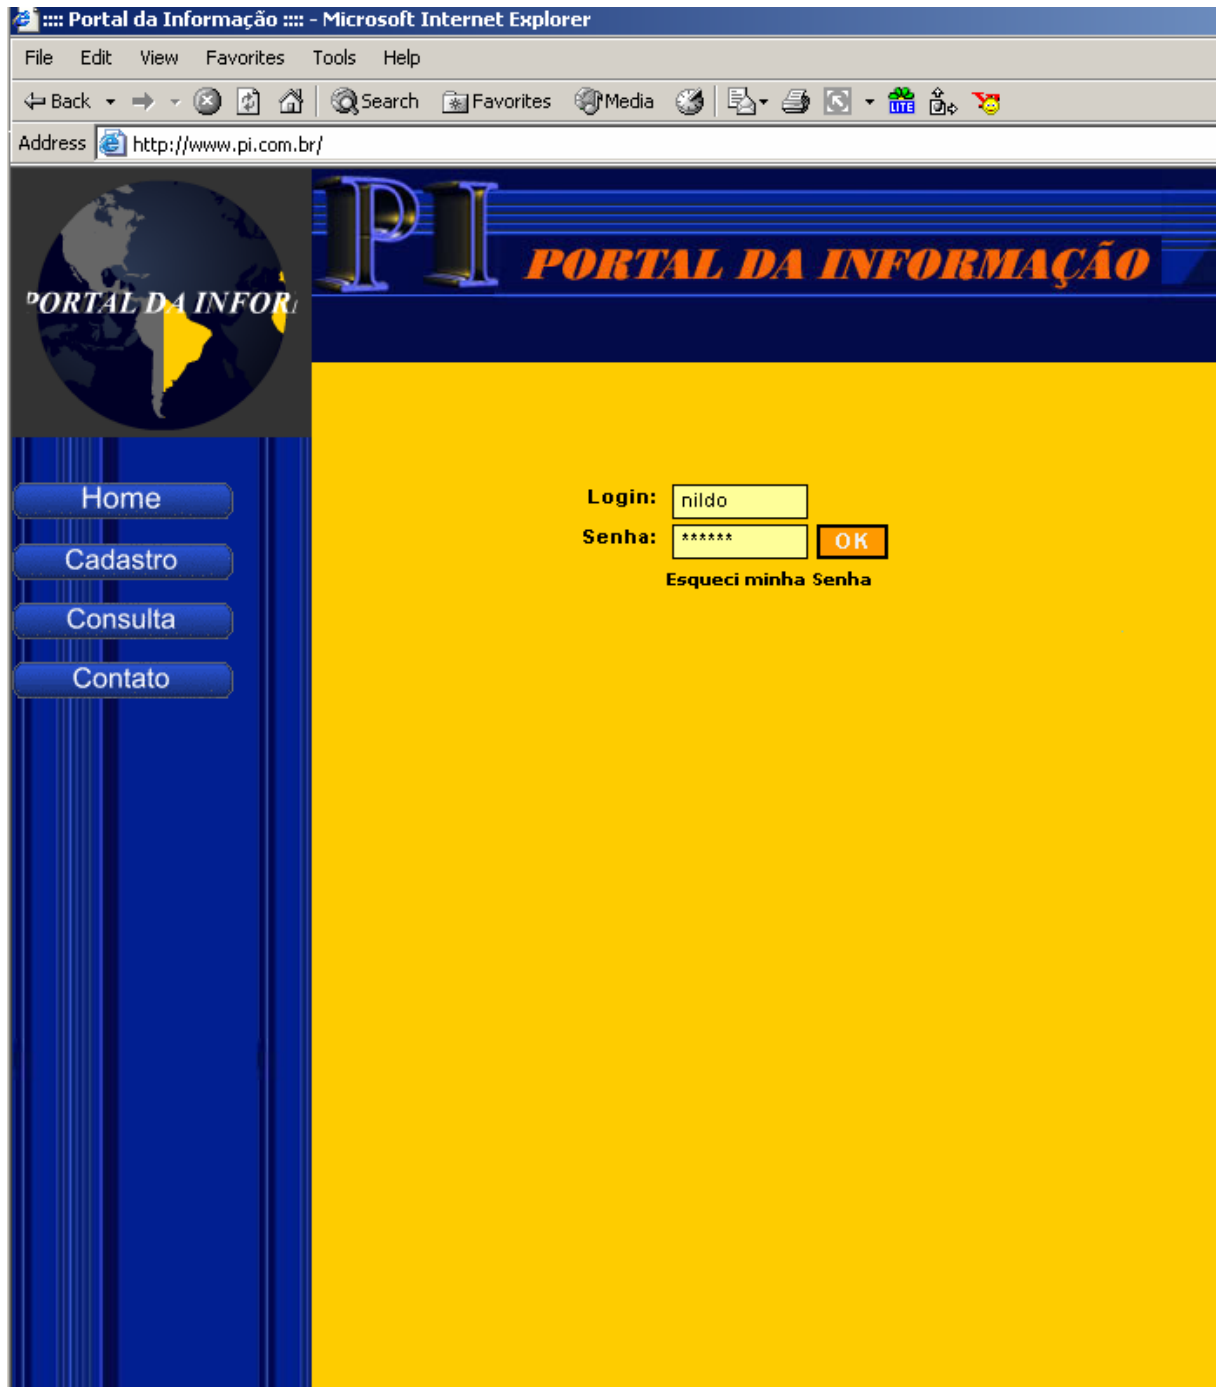 :::: Portal da Informação :::: - Microsoft Internet Explorer
File Edit View Favorites Tools Help
Back Search Favorites Media LITE
Address http://www.pi.com.br/
PI
PORTAL DA INFORMAÇÃO
PORTAL DA INFOR
Home
Cadastro
Consulta
Contato
Login: nildo
Senha: ****** OK
Esqueci minha Senha